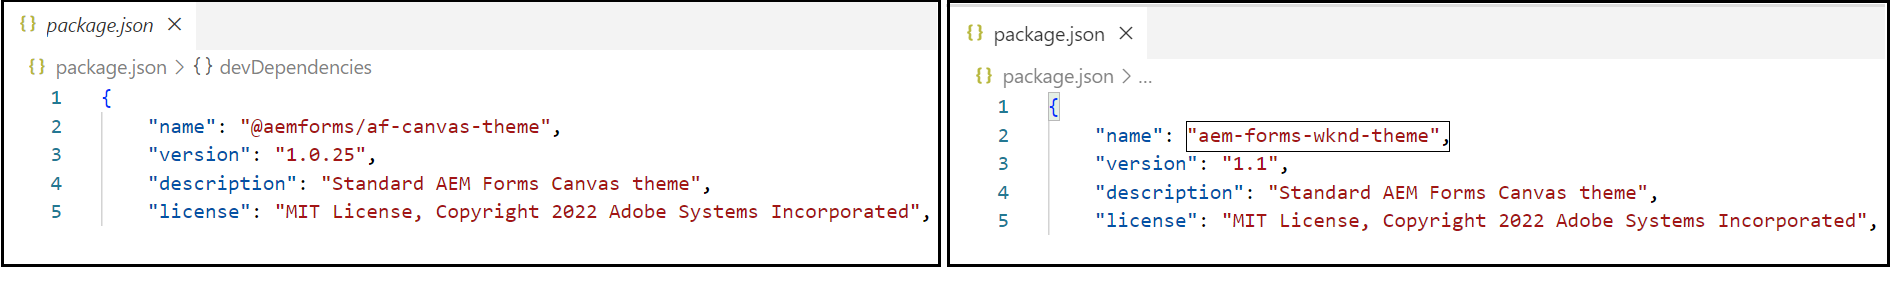 {} package.json ×
{} package.json > {} devDependencies
1 {
2 "name": "@aemforms/af-canvas-theme",
3 "version": "1.0.25",
4 "description": "Standard AEM Forms Canvas theme",
5 "license": "MIT License, Copyright 2022 Adobe Systems Incorporated",
{} package.json ×
{} package.json > ...
1 {
2 "name": "aem-forms-wknd-theme",
3 "version": "1.1",
4 "description": "Standard AEM Forms Canvas theme",
5 "license": "MIT License, Copyright 2022 Adobe Systems Incorporated",